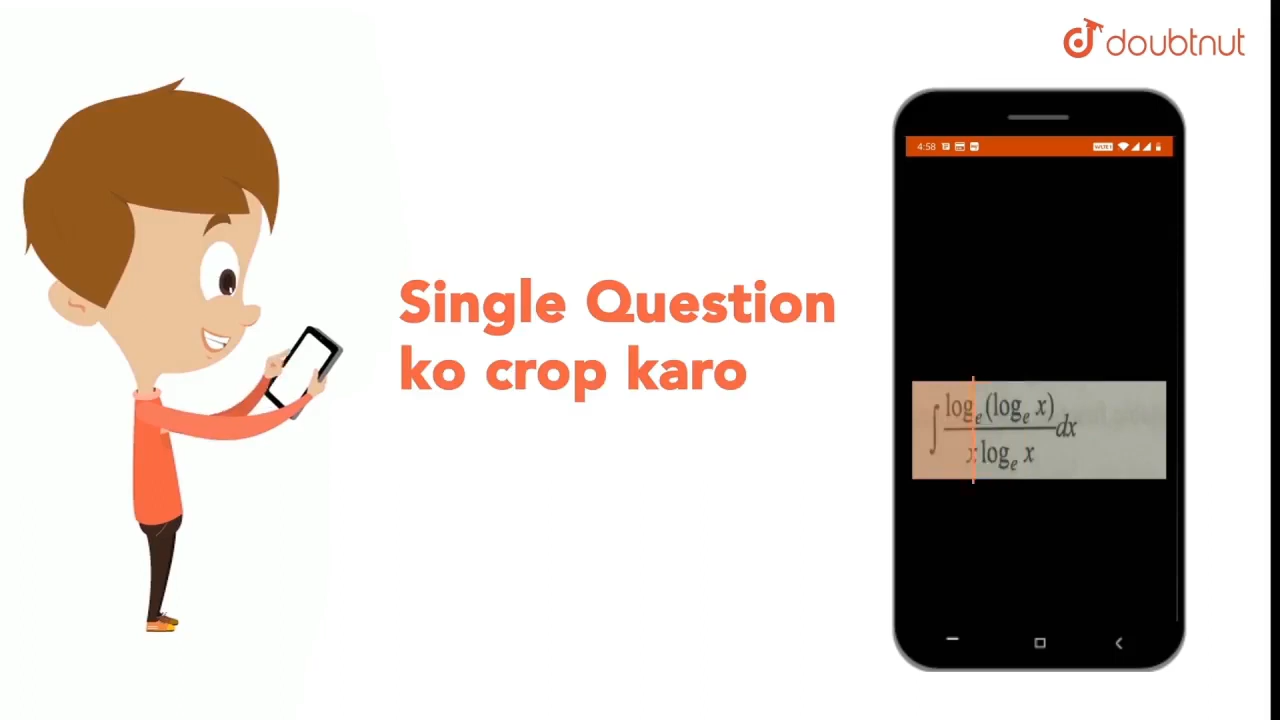 doubtnut
Single Question
ko crop karo
4:58
∫ logₑ(logₑ x) / x logₑ x dx